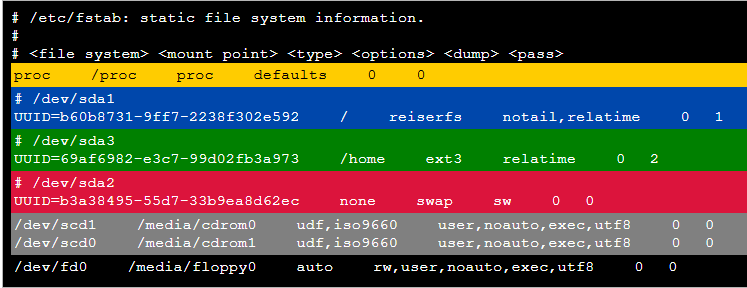 # /etc/fstab: static file system information.
#
# <file system> <mount point> <type> <options> <dump> <pass>
proc /proc proc defaults 0 0
# /dev/sda1
UUID=b60b8731-9ff7-2238f302e592 / reiserfs notail,relatime 0 1
# /dev/sda3
UUID=69af6982-e3c7-99d02fb3a973 /home ext3 relatime 0 2
# /dev/sda2
UUID=b3a38495-55d7-33b9ea8d62ec none swap sw 0 0
/dev/scd1 /media/cdrom0 udf,iso9660 user,noauto,exec,utf8 0 0
/dev/scd0 /media/cdrom1 udf,iso9660 user,noauto,exec,utf8 0 0
/dev/fd0 /media/floppy0 auto rw,user,noauto,exec,utf8 0 0